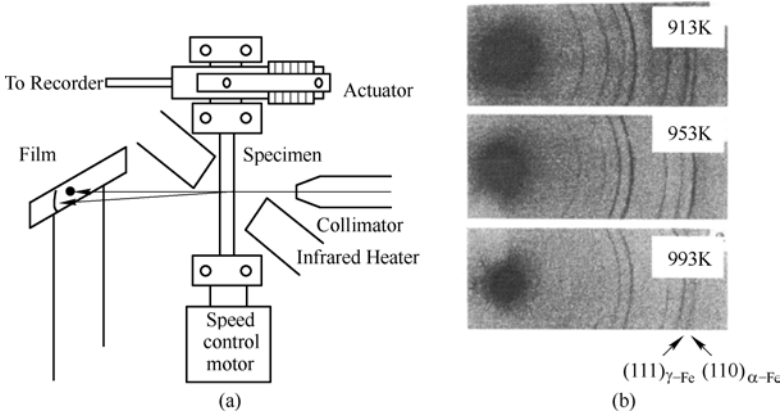 To Recorder
Actuator
Film
Specimen
Collimator
Infrared Heater
Speed
control
motor
(a)
913K
953K
993K
(111)γ-Fe (110)α-Fe
(b)